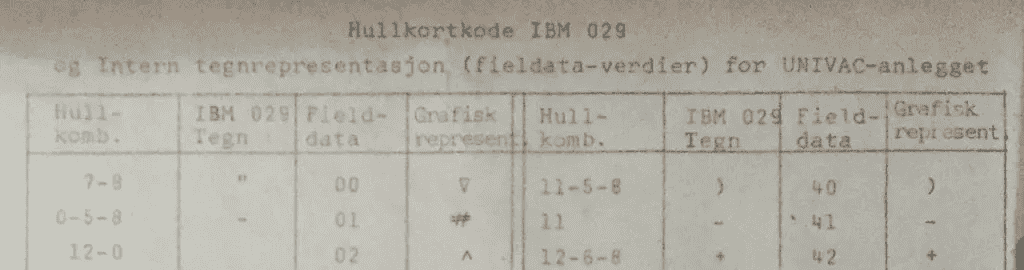 Hullkortkode IBM 029
og Intern tegnrepresentasjon (fieldata-verdier) for UNIVAC-anlegget
Hull- IBM 029 Field- Grafisk Hull- IBM 029 Field- Grafisk
komb. Tegn data represent. komb. Tegn data represent.
7-8 " 00 ∇ 11-5-8 ) 40 )
0-5-8 - 01 # 11 - 41 -
12-0 02 ∧ 12-6-8 + 42 +